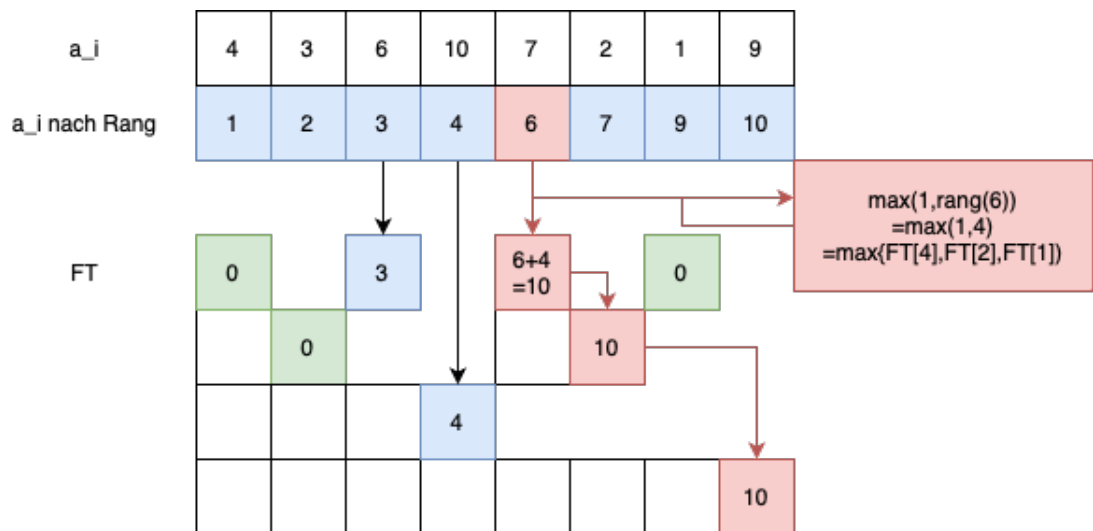 a_i 4 3 6 10 7 2 1 9
a_i nach Rang 1 2 3 4 6 7 9 10
max(1,rang(6))
=max(1,4)
=max{FT[4],FT[2],FT[1])
FT 0 3 6+4 0
=10
0 10
4
10